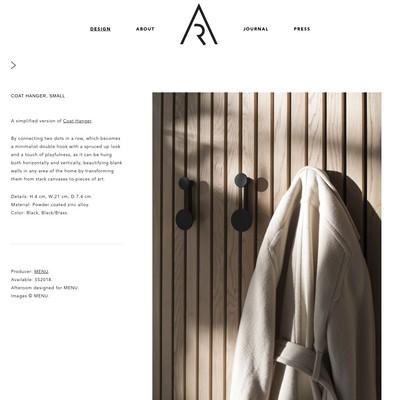 DESIGN
ABOUT
JOURNAL
PRESS
COAT HANGER, SMALL
A simplified version of Coat Hanger.
By connecting two dots in a row, which becomes
a minimalist double hook with a spruced up look
and a touch of playfulness, as it can be hung
both horizontally and vertically, beautifying blank
walls in any area of the home by transforming
them from stark canvases to pieces of art.
Details: H.4 cm, W.21 cm, D.7.6 cm.
Material: Powder coated zinc alloy.
Color: Black, Black/Brass.
Producer: MENU.
Available: SS2018.
Afteroom designed for MENU.
Images © MENU.